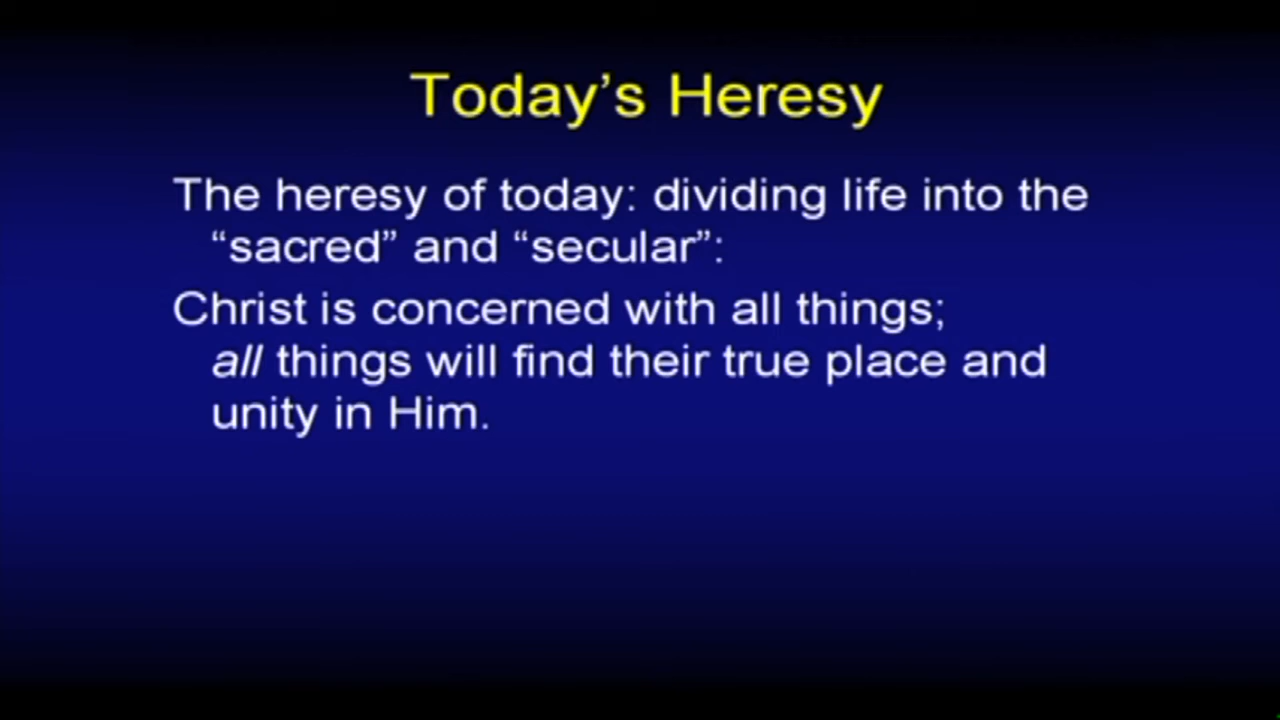 Today’s Heresy
The heresy of today: dividing life into the
“sacred” and “secular”:
Christ is concerned with all things;
all things will find their true place and
unity in Him.